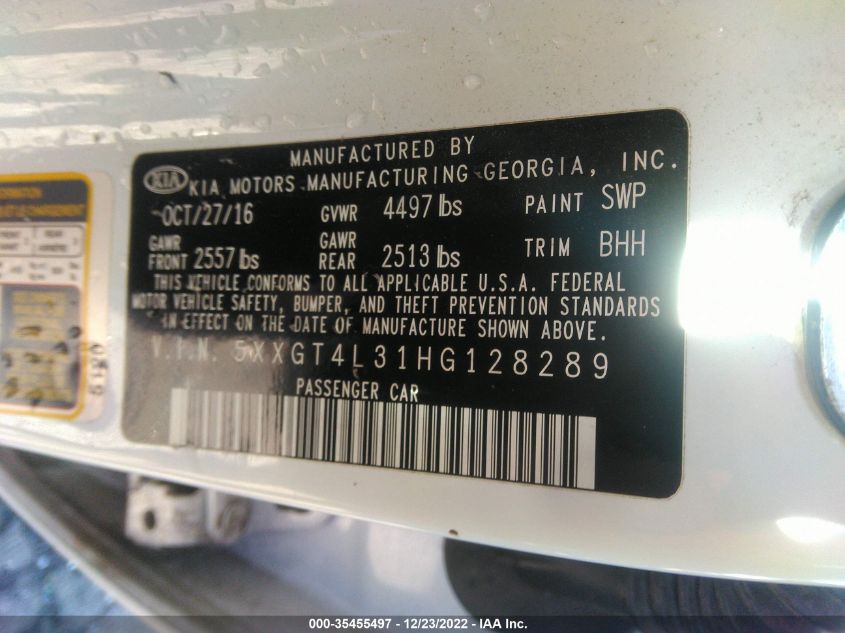 MANUFACTURED BY
KIA KIA MOTORS MANUFACTURING GEORGIA, INC.
OCT/27/16 GVWR 4497 lbs PAINT SWP
GAWR FRONT 2557 lbs GAWR REAR 2513 lbs TRIM BHH
THIS VEHICLE CONFORMS TO ALL APPLICABLE U.S.A. FEDERAL
MOTOR VEHICLE SAFETY, BUMPER, AND THEFT PREVENTION STANDARDS
IN EFFECT ON THE DATE OF MANUFACTURE SHOWN ABOVE.
V.I.N. 5XXGT4L31HG128289
PASSENGER CAR
000-35455497 - 12/23/2022 - IAA Inc.